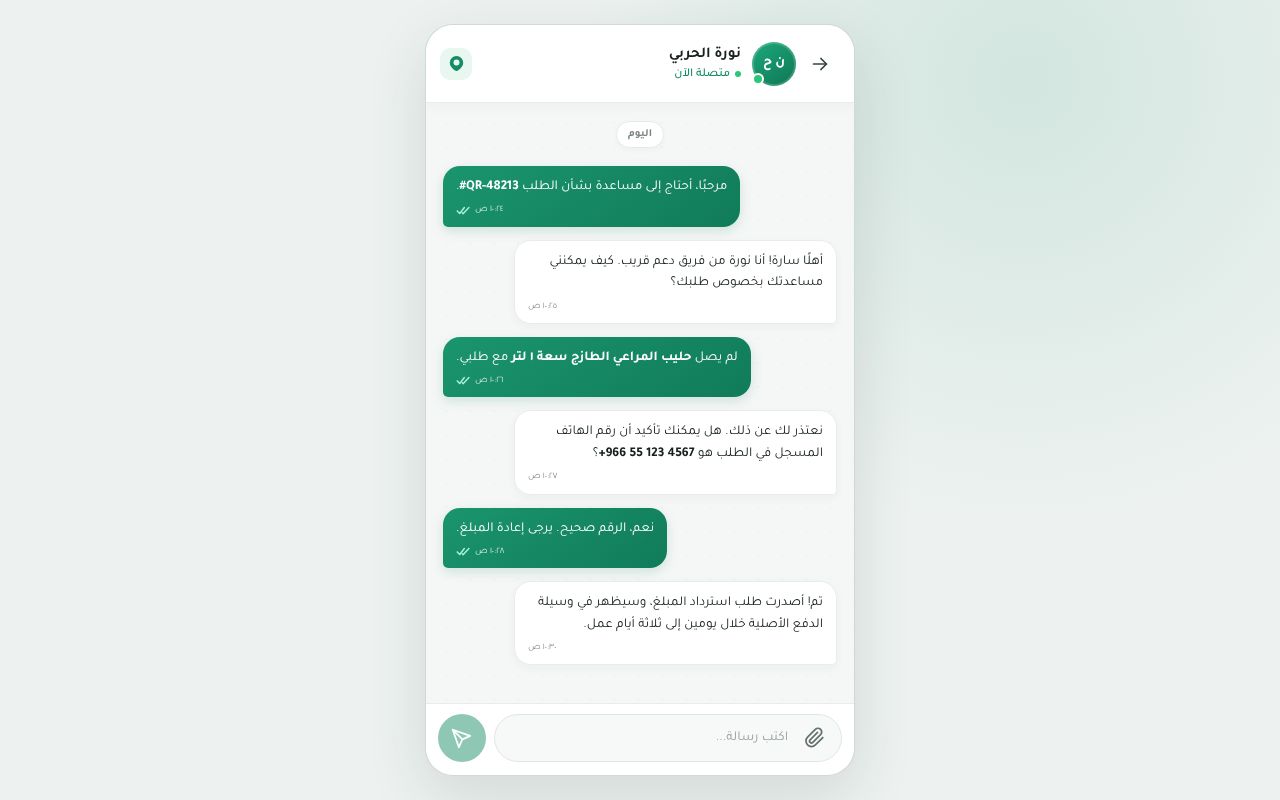 ن ح
نورة الحربي
متصلة الآن
اليوم
مرحبًا، أحتاج إلى مساعدة بشأن الطلب #QR-48213.
١٠:٢٤ ص
أهلًا سارة! أنا نورة من فريق دعم قريب. كيف يمكنني
مساعدتك بخصوص طلبك؟
١٠:٢٥ ص
لم يصل حليب المراعي الطازج سعة ١ لتر مع طلبي.
١٠:٢٦ ص
نعتذر لك عن ذلك. هل يمكنك تأكيد أن رقم الهاتف
المسجل في الطلب هو +966 55 123 4567؟
١٠:٢٧ ص
نعم، الرقم صحيح. يرجى إعادة المبلغ.
١٠:٢٨ ص
تم! أصدرت طلب استرداد المبلغ، وسيظهر في وسيلة
الدفع الأصلية خلال يومين إلى ثلاثة أيام عمل.
١٠:٣٠ ص
اكتب رسالة...